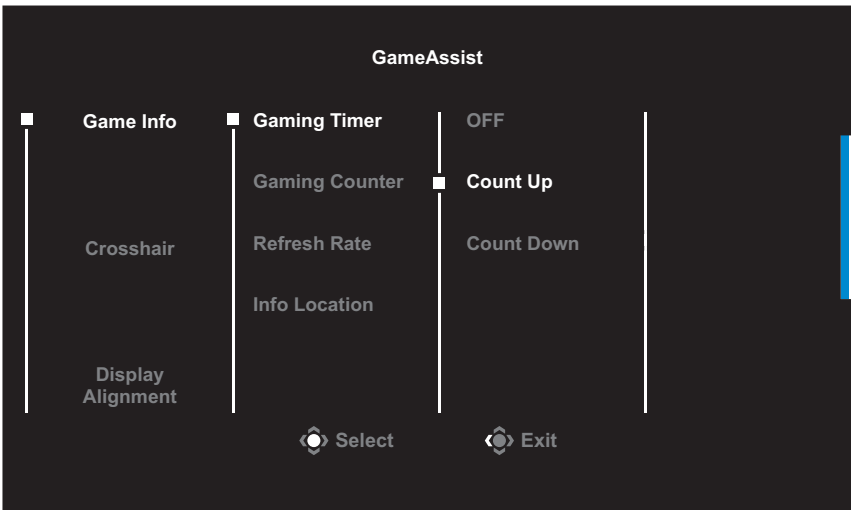 GameAssist
Game Info
Gaming Timer
OFF
Gaming Counter
Count Up
Crosshair
Refresh Rate
Count Down
Info Location
Display
Alignment
Select
Exit